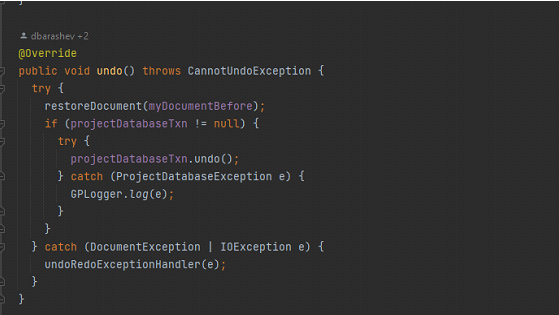 }
dbarashev +2
@Override
public void undo() throws CannotUndoException {
try {
restoreDocument(myDocumentBefore);
if (projectDatabaseTxn != null) {
try {
projectDatabaseTxn.undo();
} catch (ProjectDatabaseException e) {
GPLogger.log(e);
}
}
} catch (DocumentException | IOException e) {
undoRedoExceptionHandler(e);
}
}